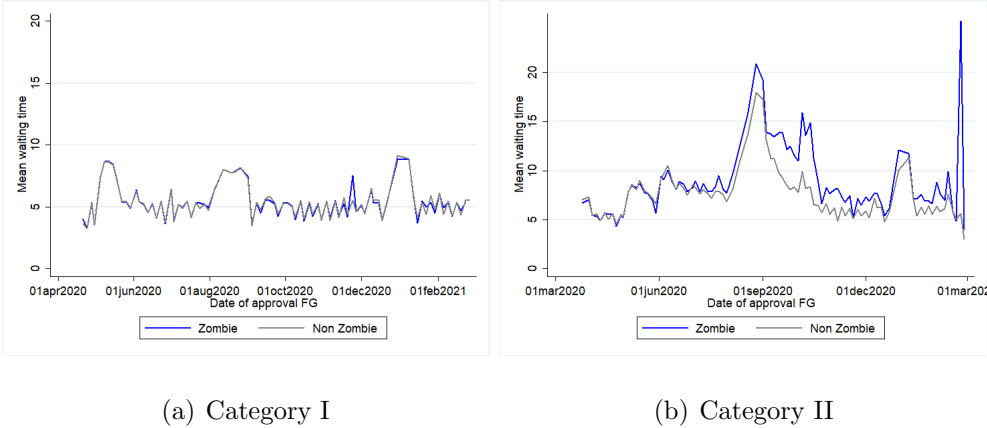 Mean waiting time
20
15
10
5
0
01apr2020 01jun2020 01aug2020 01oct2020 01dec2020 01feb2021
Date of approval FG
Zombie Non Zombie
(a) Category I
Mean waiting time
20
15
10
5
0
01mar2020 01jun2020 01sep2020 01dec2020 01mar202
Date of approval FG
Zombie Non Zombie
(b) Category II